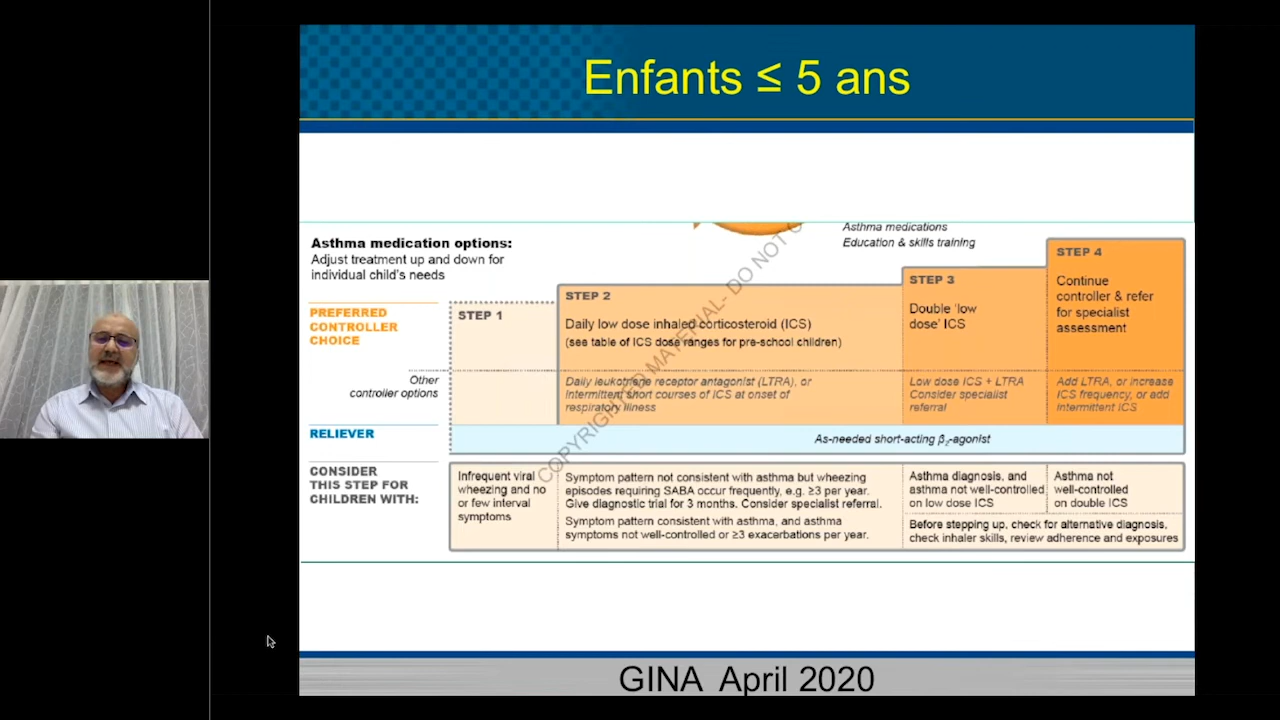 Enfants ≤ 5 ans
Asthma medications
Education & skills training
Asthma medication options:
Adjust treatment up and down for
individual child's needs
PREFERRED
CONTROLLER
CHOICE
STEP 1
STEP 2
Daily low dose inhaled corticosteroid (ICS)
(see table of ICS dose ranges for pre-school children)
STEP 3
Double 'low
dose' ICS
STEP 4
Continue
controller & refer
for specialist
assessment
Other
controller options
Daily leukotriene receptor antagonist (LTRA), or
Intermittent short courses of ICS at onset of
respiratory illness
Low dose ICS + LTRA
Consider specialist
referral
Add LTRA, or increase
ICS frequency, or add
intermittent ICS
RELIEVER
As-needed short-acting β₂-agonist
CONSIDER
THIS STEP FOR
CHILDREN WITH:
Infrequent viral
wheezing and no
or few interval
symptoms
Symptom pattern not consistent with asthma but wheezing
episodes requiring SABA occur frequently, e.g. ≥3 per year.
Give diagnostic trial for 3 months. Consider specialist referral.
Symptom pattern consistent with asthma, and asthma
symptoms not well-controlled or ≥3 exacerbations per year.
Asthma diagnosis, and
asthma not well-controlled
on low dose ICS
Asthma not
well-controlled
on double ICS
Before stepping up, check for alternative diagnosis,
check inhaler skills, review adherence and exposures
COPYRIGHTED MATERIAL- DO NOT
GINA April 2020